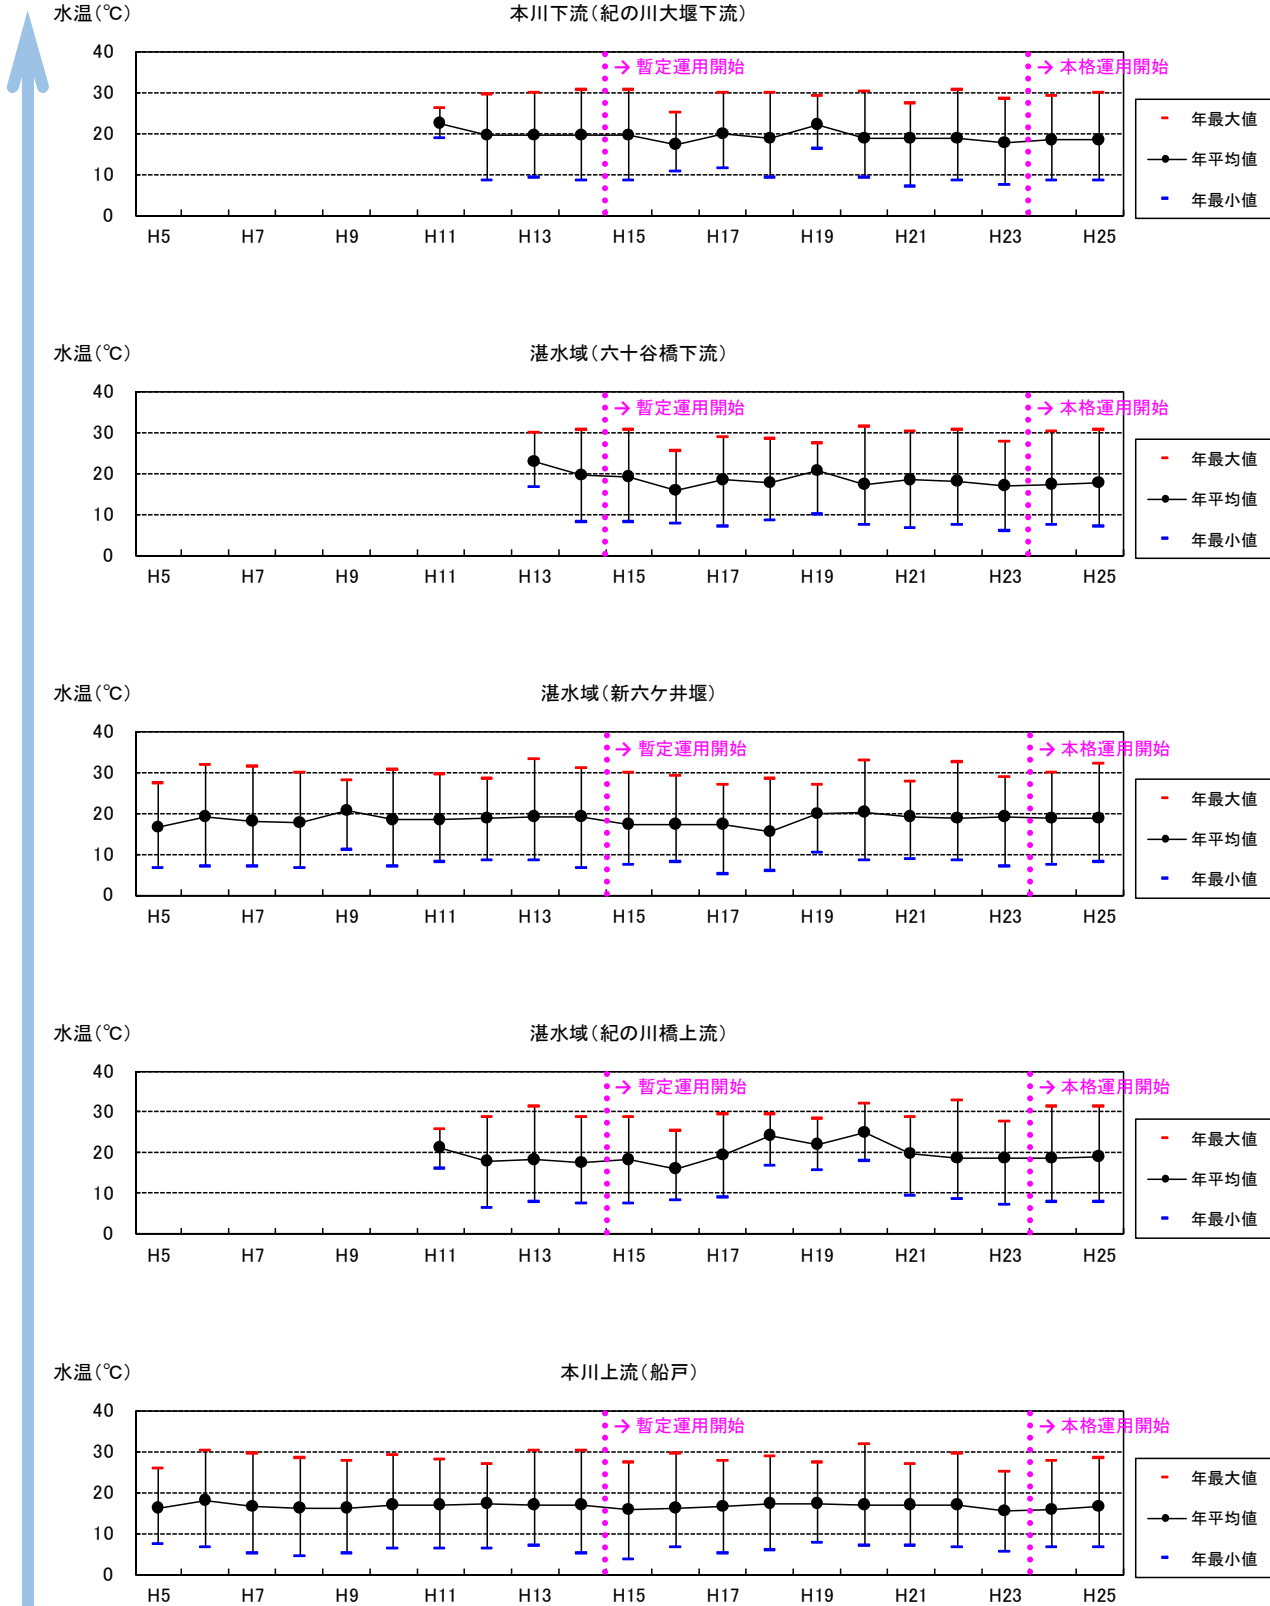 水温(℃)
本川下流(紀の川大堰下流)
40
30
20
10
0
→ 暫定運用開始
→ 本格運用開始
年最大値
年平均値
年最小値
H5 H7 H9 H11 H13 H15 H17 H19 H21 H23 H25
水温(℃)
湛水域(六十谷橋下流)
40
30
20
10
0
→ 暫定運用開始
→ 本格運用開始
年最大値
年平均値
年最小値
H5 H7 H9 H11 H13 H15 H17 H19 H21 H23 H25
水温(℃)
湛水域(新六ケ井堰)
40
30
20
10
0
→ 暫定運用開始
→ 本格運用開始
年最大値
年平均値
年最小値
H5 H7 H9 H11 H13 H15 H17 H19 H21 H23 H25
水温(℃)
湛水域(紀の川橋上流)
40
30
20
10
0
→ 暫定運用開始
→ 本格運用開始
年最大値
年平均値
年最小値
H5 H7 H9 H11 H13 H15 H17 H19 H21 H23 H25
水温(℃)
本川上流(船戸)
40
30
20
10
0
→ 暫定運用開始
→ 本格運用開始
年最大値
年平均値
年最小値
H5 H7 H9 H11 H13 H15 H17 H19 H21 H23 H25